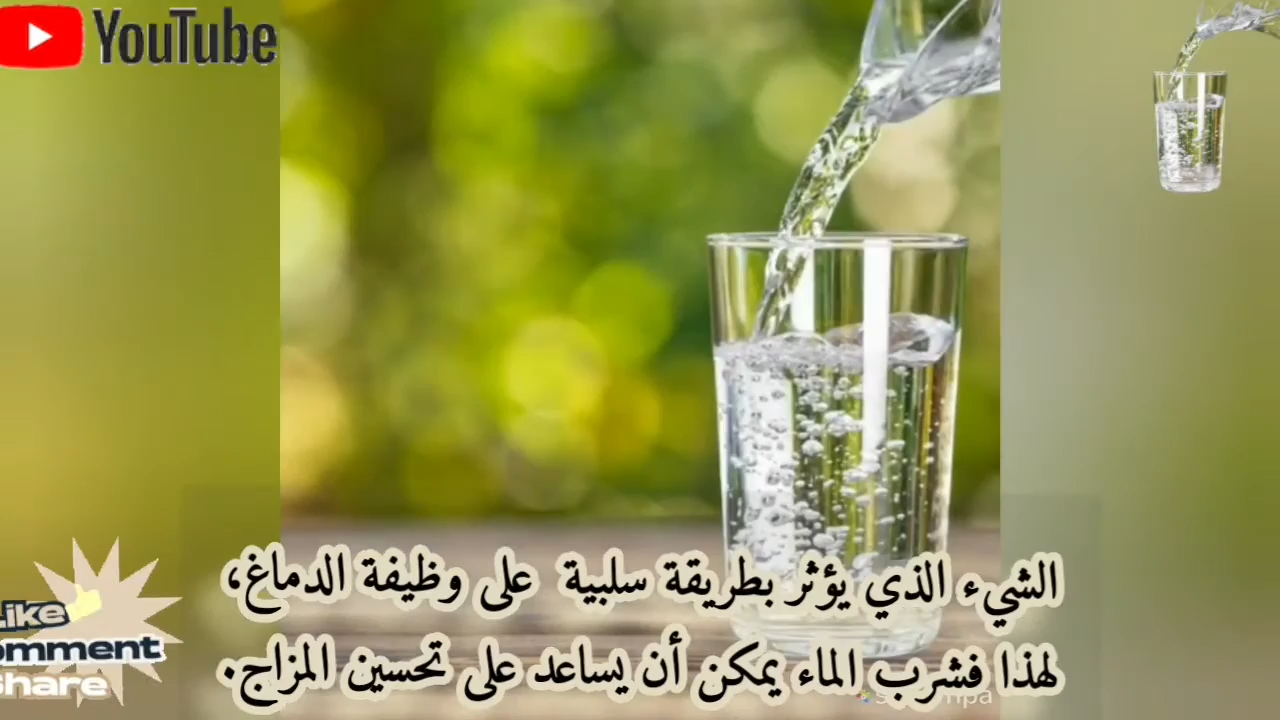 YouTube
الشيء الذي يؤثر بطريقة سلبية على وظيفة الدماغ،
لهذا فشرب الماء يمكن أن يساعد على تحسين المزاج.
Like
omment
share